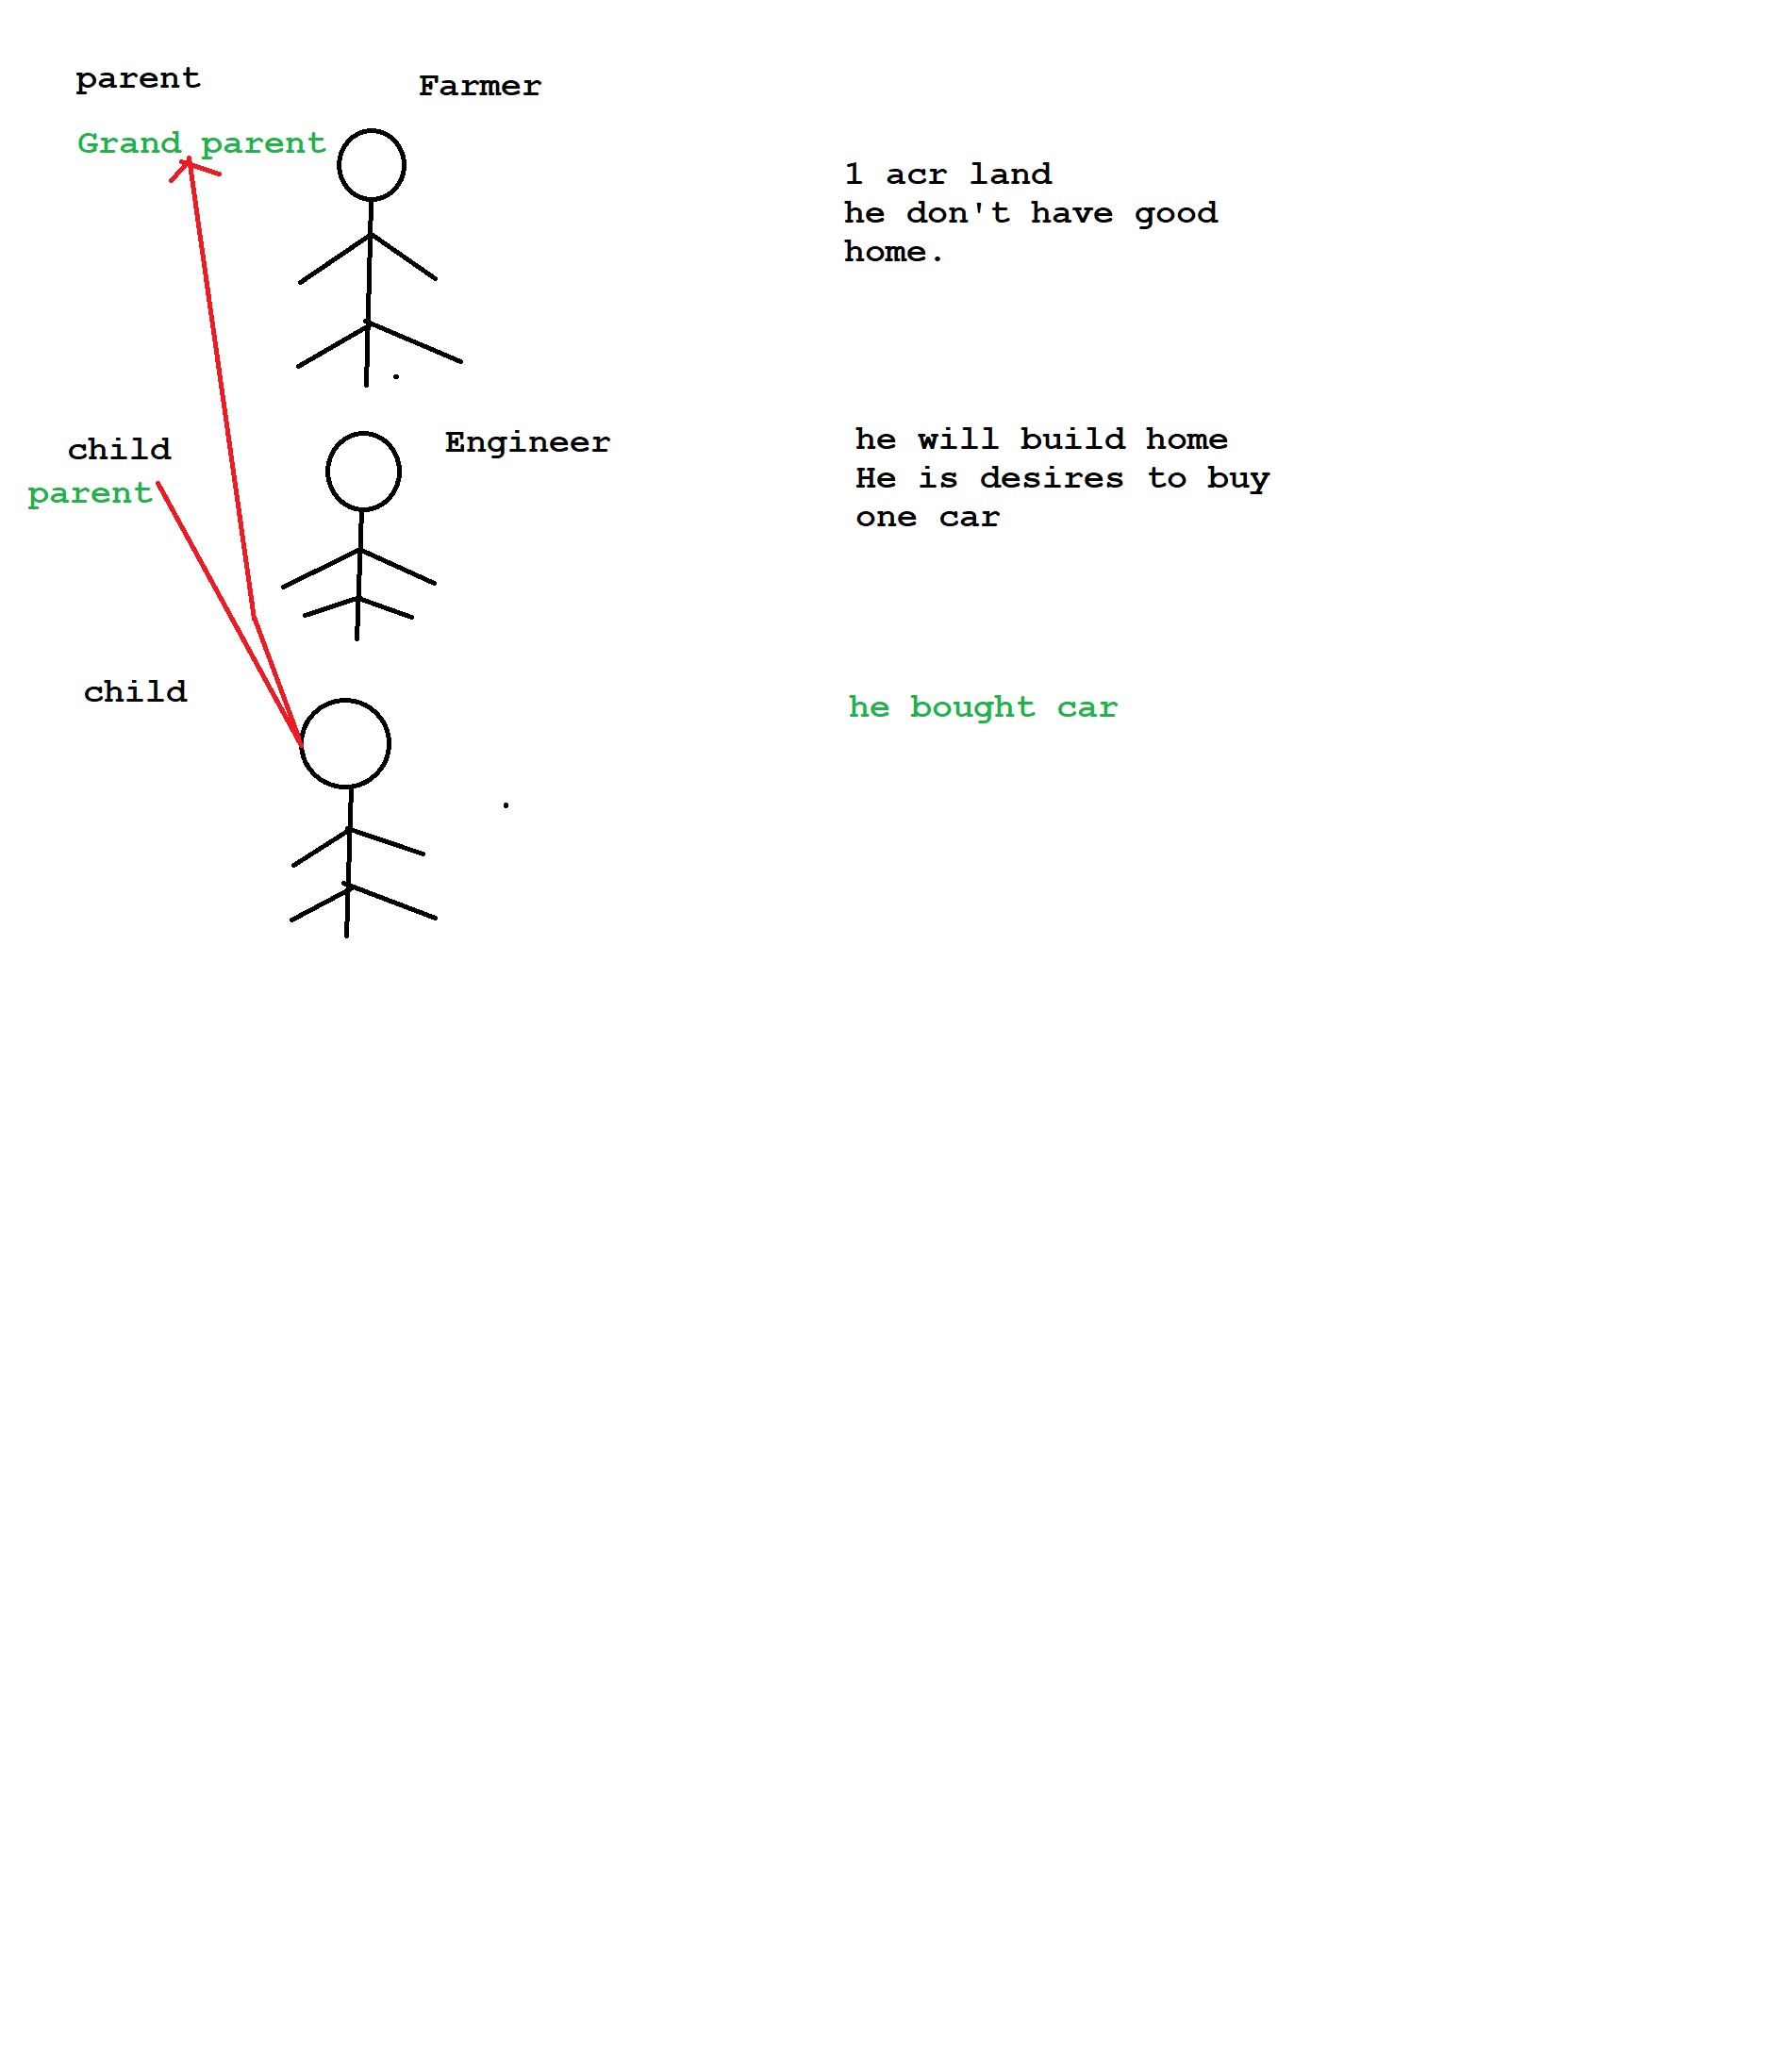 parent
Farmer
Grand parent
1 acr land
he don't have good
home.
child
Engineer
parent
he will build home
He is desires to buy
one car
child
he bought car